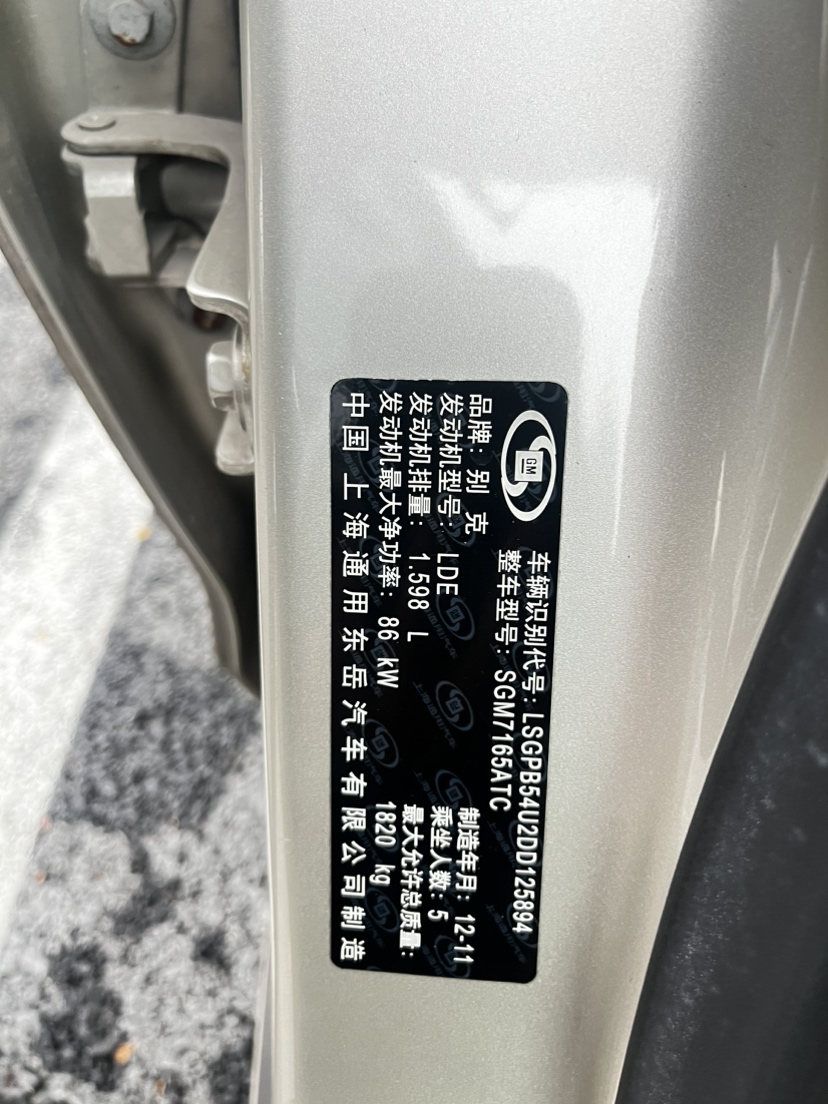 GM
车辆识别代号: LSGPB54U2DD125894
整车型号: SGM7165ATC
品牌: 别 克
制造年月: 12-11
发动机型号: LDE
乘坐人数: 5
发动机排量: 1.598 L
最大允许总质量:
发动机最大净功率: 86 kW
1820 kg
中国 上海通用东岳汽车有限公司制造